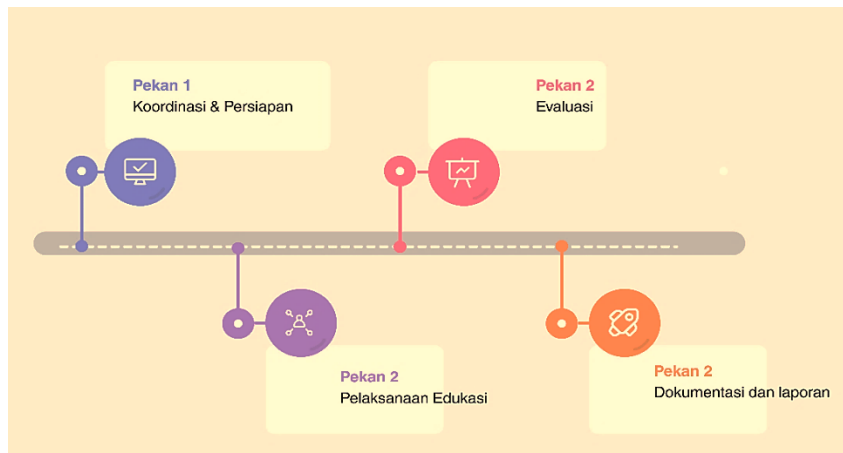 Pekan 1
Koordinasi & Persiapan
Pekan 2
Evaluasi
Pekan 2
Pelaksanaan Edukasi
Pekan 2
Dokumentasi dan laporan